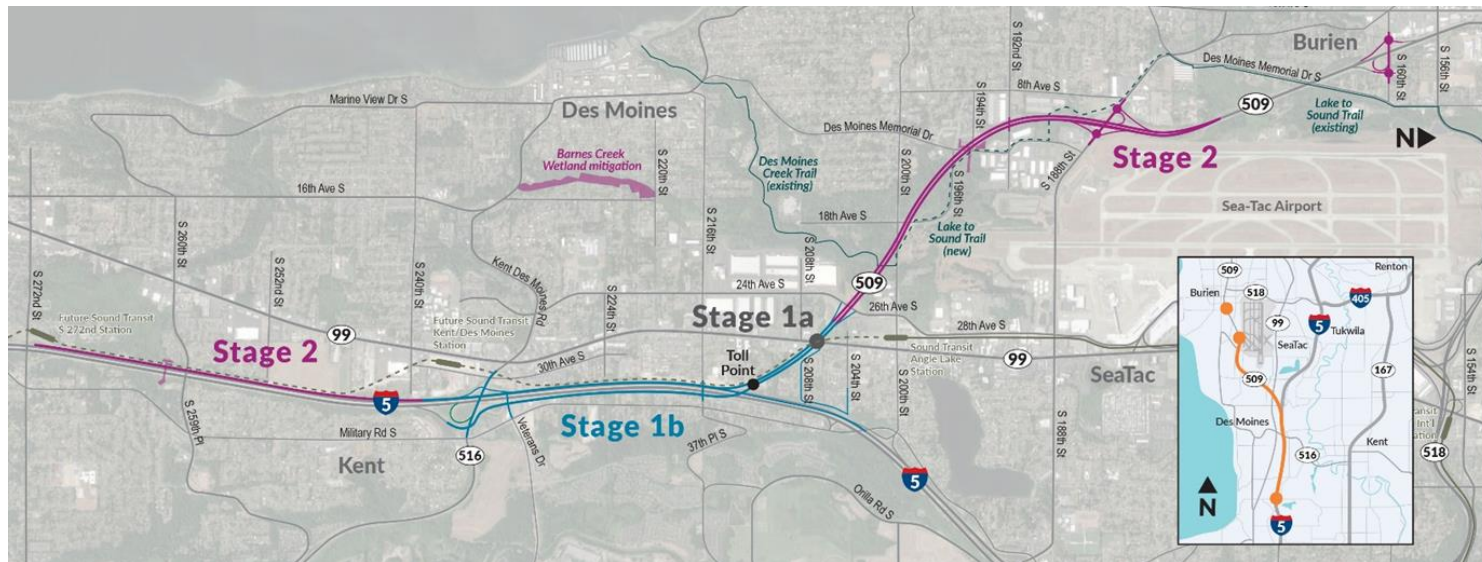 Burien
S 192nd St
S 160th St
S 156th St
Des Moines Memorial Dr S
8th Ave S
S 194th St
509
Lake to
Sound Trail
(existing)
N
Marine View Dr S
Des Moines
Des Moines Memorial Dr
Stage 2
S 188th St
Barnes Creek
Wetland mitigation
S 220th St
Des Moines
Creek Trail
(existing)
S 200th St
S 196th St
16th Ave S
18th Ave S
Sea-Tac Airport
Lake to
Sound Trail
(new)
S 216th St
S 208th St
S 272nd St
S 260th St
S 252nd St
S 240th St
Kent Des Moines Rd
S 224th St
24th Ave S
509
26th Ave S
28th Ave S
Stage 1a
Future Sound Transit
S 272nd Station
99
Future Sound Transit
Kent/Des Moines
Station
30th Ave S
Toll
Point
Sound Transit
Angle Lake
Station
99
SeaTac
S 154th St
Stage 2
5
S 208th St
S 204th St
S 200th St
S 188th St
S 259th Pl
Military Rd S
Kent
516
Veterans Dr
Stage 1b
37th Pl S
Orilla Rd S
5
518
509
Burien
518
Renton
405
99
5
Tukwila
SeaTac
509
167
Des Moines
516
Kent
N
5